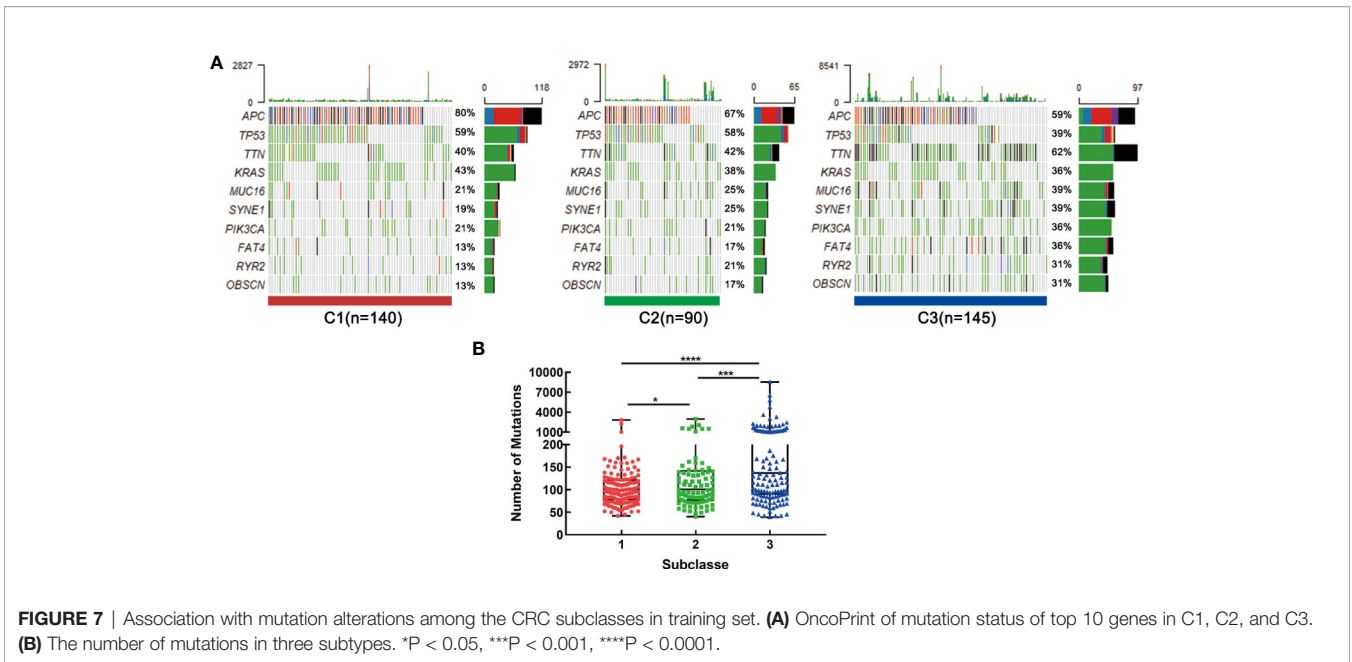 A
2827
0
0 118
APC 80%
TP53 59%
TTN 40%
KRAS 43%
MUC16 21%
SYNE1 19%
PIK3CA 21%
FAT4 13%
RYR2 13%
OBSCN 13%
C1(n=140)
2972
0
0 65
APC 67%
TP53 58%
TTN 42%
KRAS 38%
MUC16 25%
SYNE1 25%
PIK3CA 21%
FAT4 17%
RYR2 21%
OBSCN 17%
C2(n=90)
8541
0
0 97
APC 59%
TP53 39%
TTN 62%
KRAS 36%
MUC16 39%
SYNE1 39%
PIK3CA 36%
FAT4 36%
RYR2 31%
OBSCN 31%
C3(n=145)
B
****
***
*
Number of Mutations
10000
7000
4000
1000
200
150
100
50
0
1 2 3
Subclasse
FIGURE 7 | Association with mutation alterations among the CRC subclasses in training set. (A) OncoPrint of mutation status of top 10 genes in C1, C2, and C3.
(B) The number of mutations in three subtypes. *P < 0.05, ***P < 0.001, ****P < 0.0001.